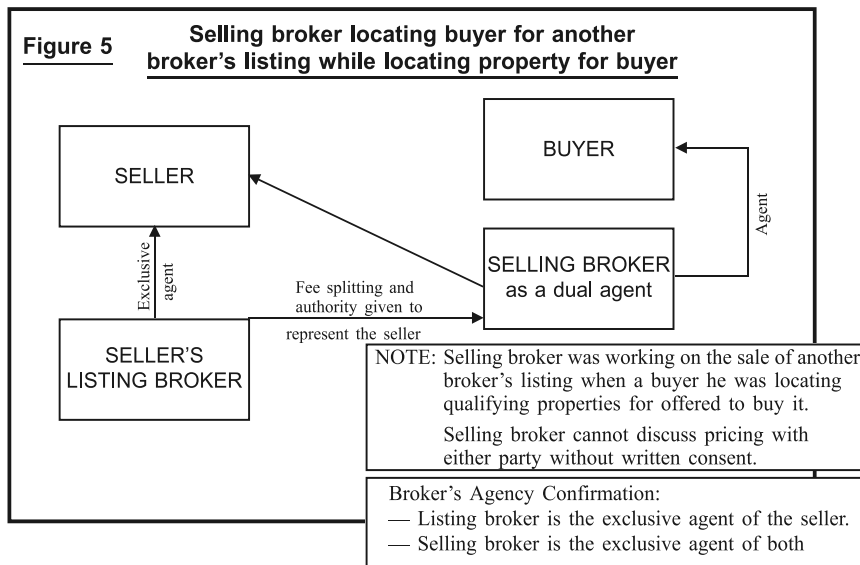 Figure 5
Selling broker locating buyer for another
broker's listing while locating property for buyer
SELLER
BUYER
Exclusive
agent
Agent
SELLING BROKER
as a dual agent
Fee splitting and
authority given to
represent the seller
SELLER'S
LISTING BROKER
NOTE: Selling broker was working on the sale of another
broker's listing when a buyer he was locating
qualifying properties for offered to buy it.
Selling broker cannot discuss pricing with
either party without written consent.
Broker's Agency Confirmation:
— Listing broker is the exclusive agent of the seller.
— Selling broker is the exclusive agent of both